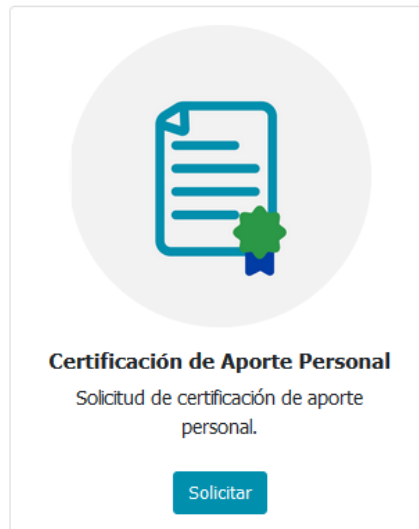 Certificación de Aporte Personal
Solicitud de certificación de aporte
personal.
Solicitar